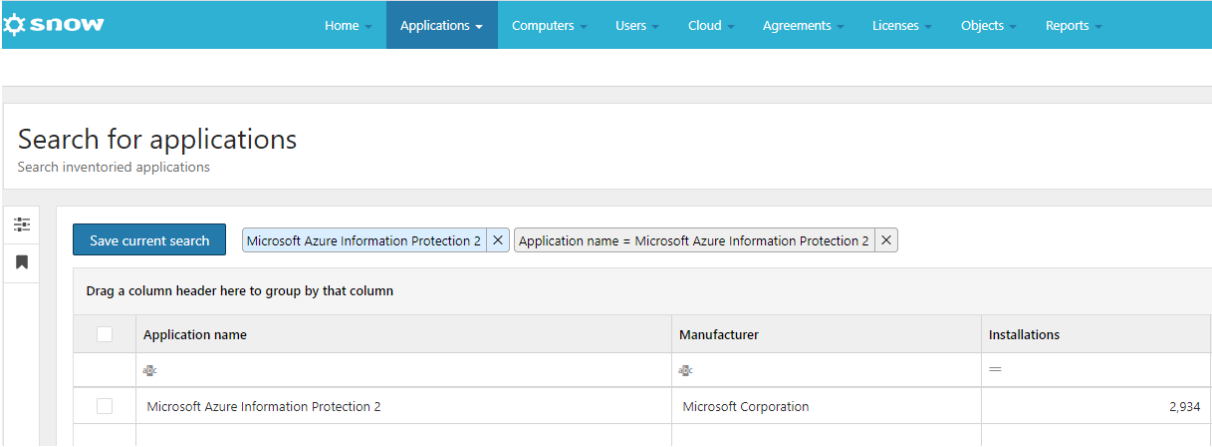 snow Home Applications Computers Users Cloud Agreements Licenses Objects Reports
Search for applications
Search inventoried applications
Save current search Microsoft Azure Information Protection 2 × Application name = Microsoft Azure Information Protection 2 ×
Drag a column header here to group by that column
Application name Manufacturer Installations
=
Microsoft Azure Information Protection 2 Microsoft Corporation 2,934